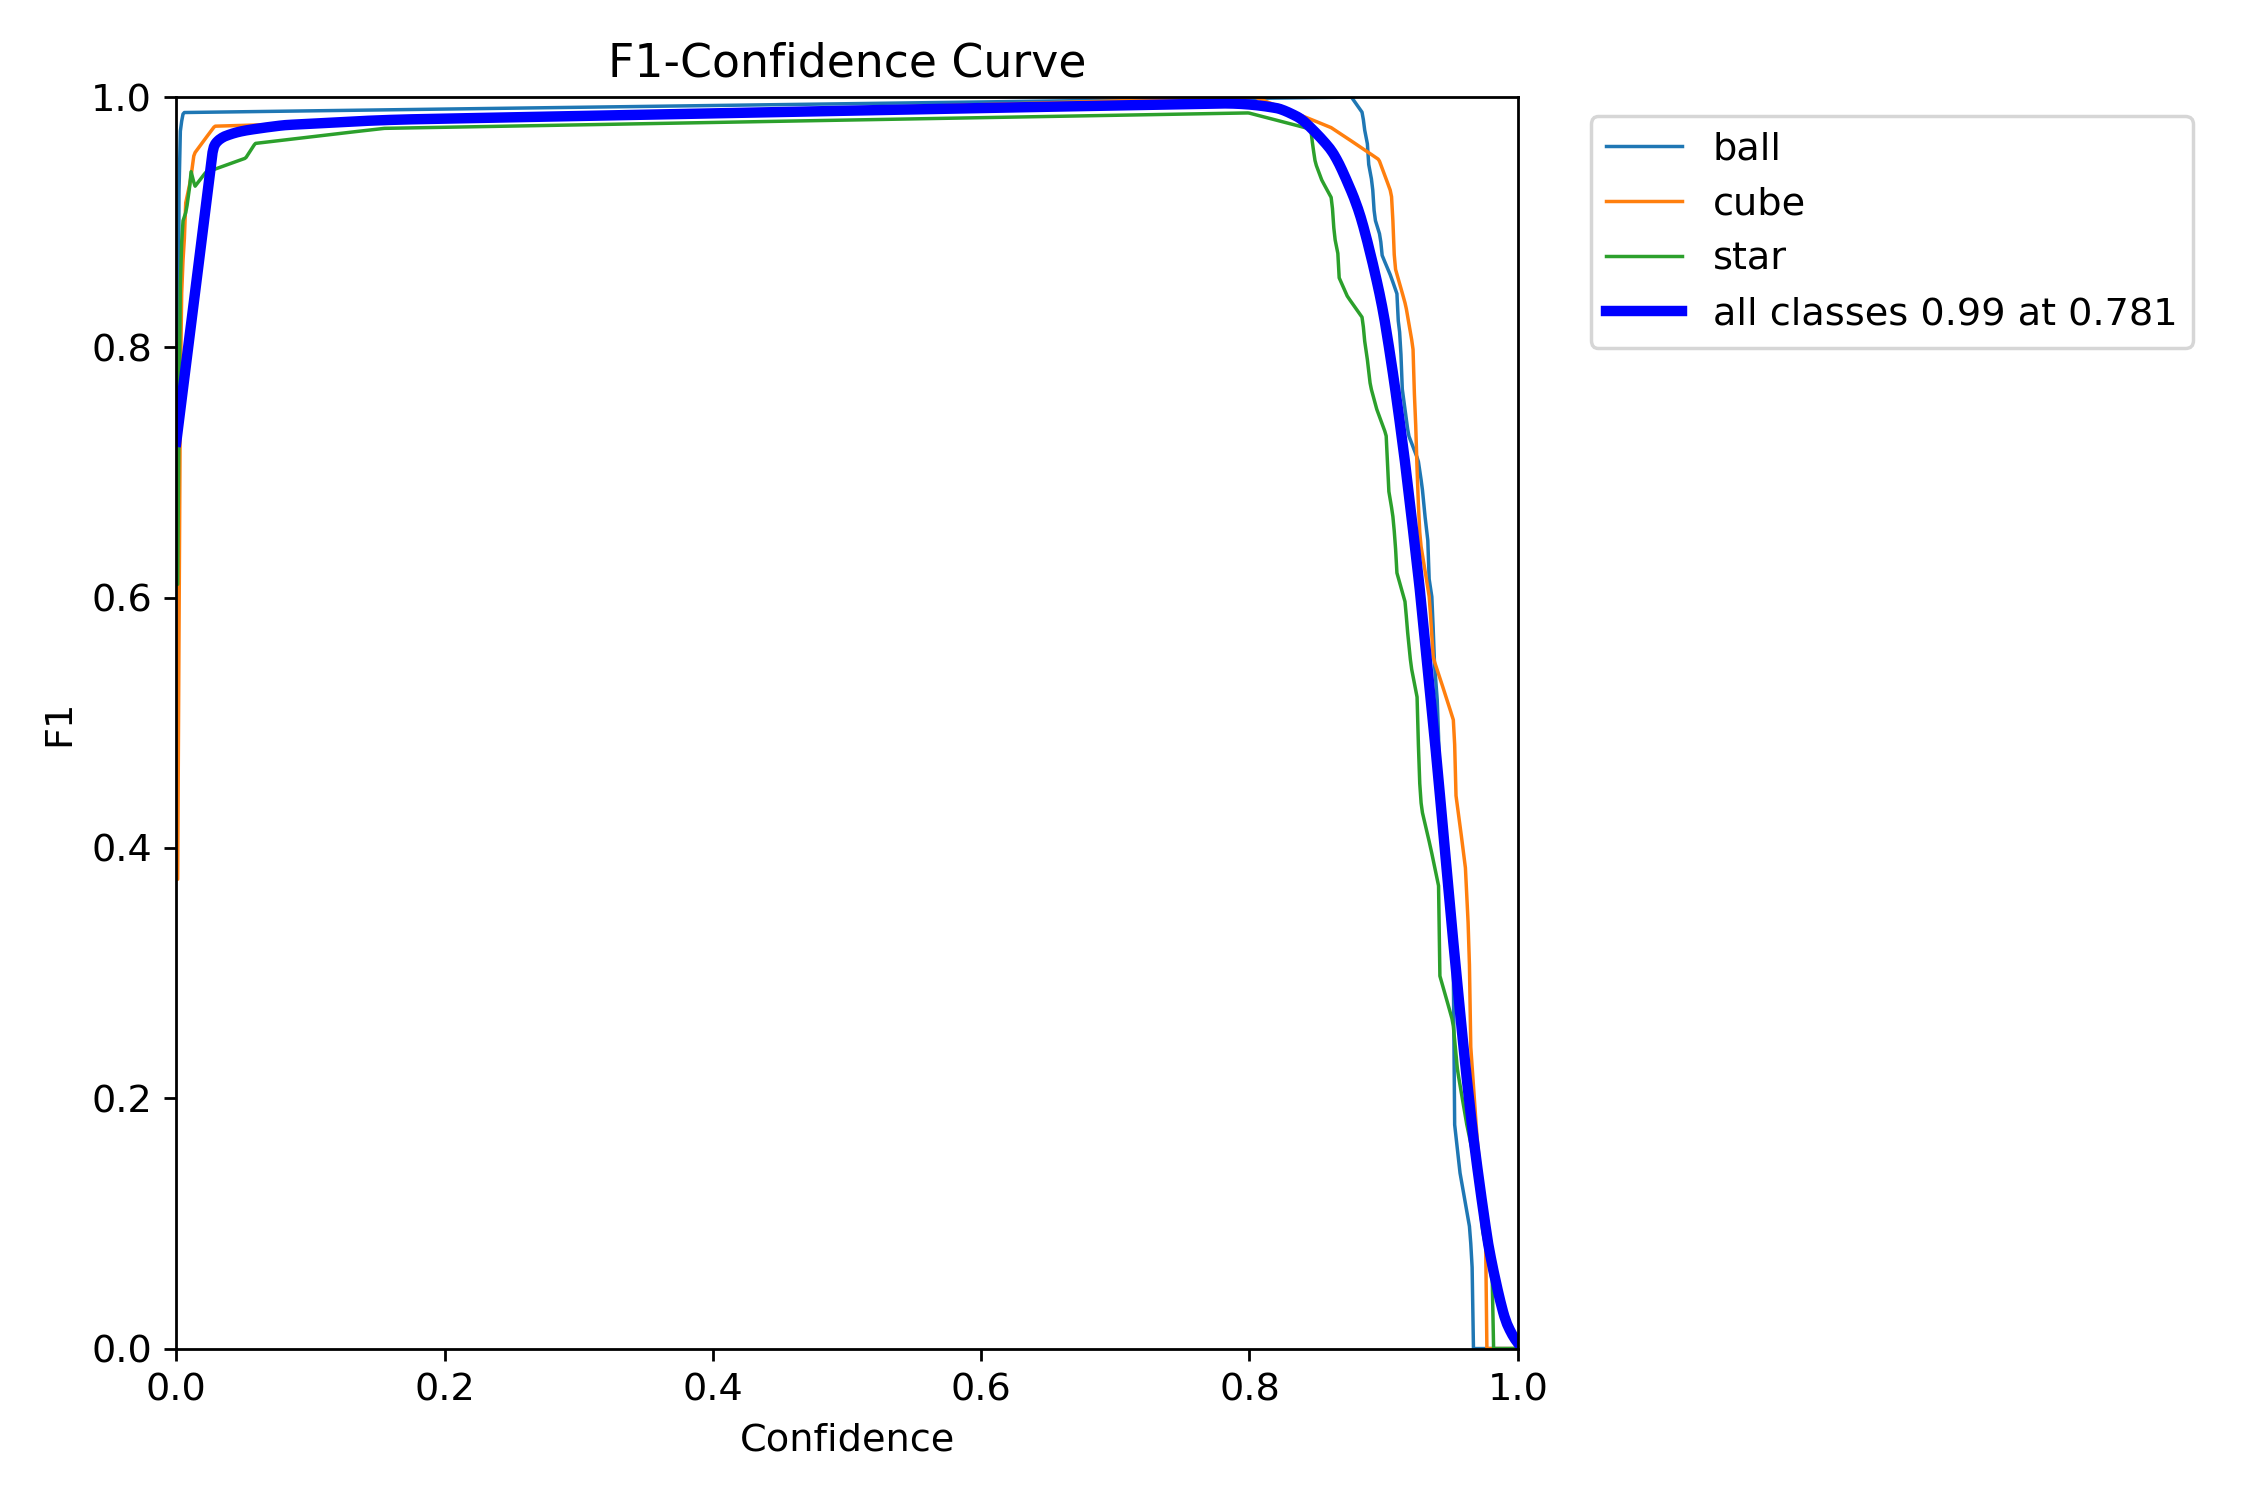 F1-Confidence Curve
1.0
0.8
0.6
0.4
0.2
0.0
F1
0.0 0.2 0.4 0.6 0.8 1.0
Confidence
ball
cube
star
all classes 0.99 at 0.781